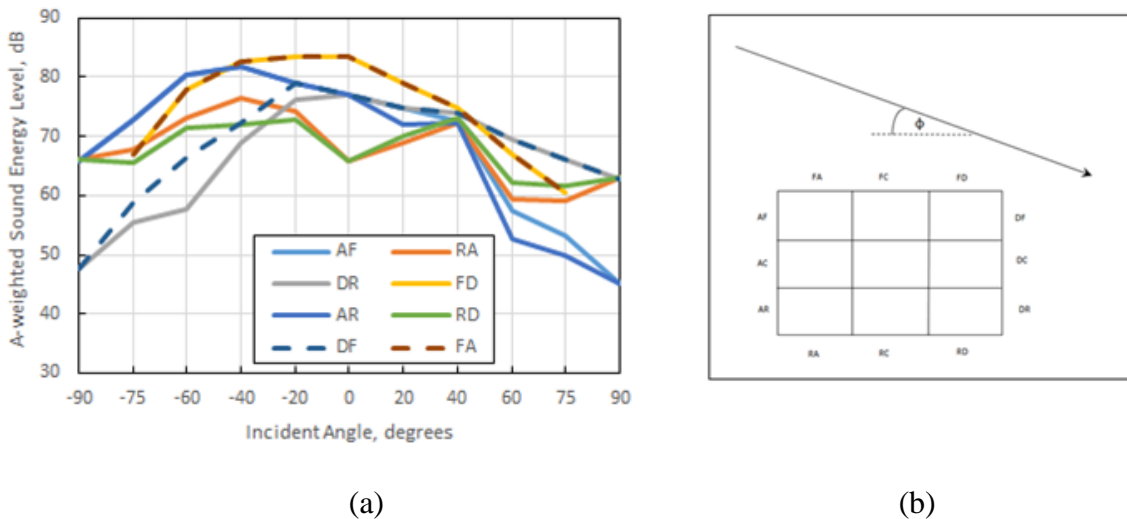 90
80
70
60
50
40
30
A-weighted Sound Energy Level, dB
AF RA
DR FD
AR RD
DF FA
-90 -75 -60 -40 -20 0 20 40 60 75 90
Incident Angle, degrees
(a)
ϕ
FA FC FD
AF DF
AC DC
AR DR
RA RC RD
(b)